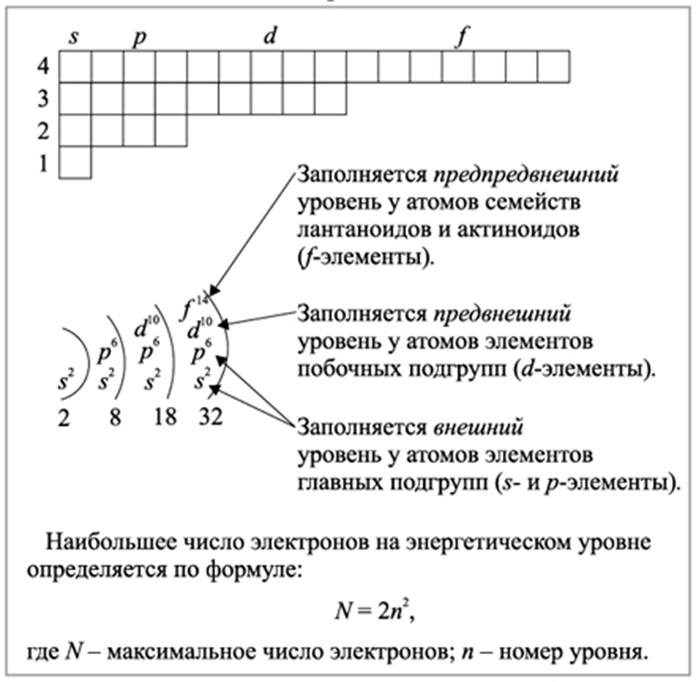 s p d f
4
3
2
1
Заполняется предпредвнешний
уровень у атомов семейств
лантаноидов и актиноидов
(f-элементы).
Заполняется предвнешний
уровень у атомов элементов
побочных подгрупп (d-элементы).
Заполняется внешний
уровень у атомов элементов
главных подгрупп (s- и p-элементы).
f¹⁴
d¹⁰ d¹⁰
p⁶ p⁶ p⁶
s² s² s² s²
2 8 18 32
Наибольшее число электронов на энергетическом уровне
определяется по формуле:
N = 2n²,
где N – максимальное число электронов; n – номер уровня.